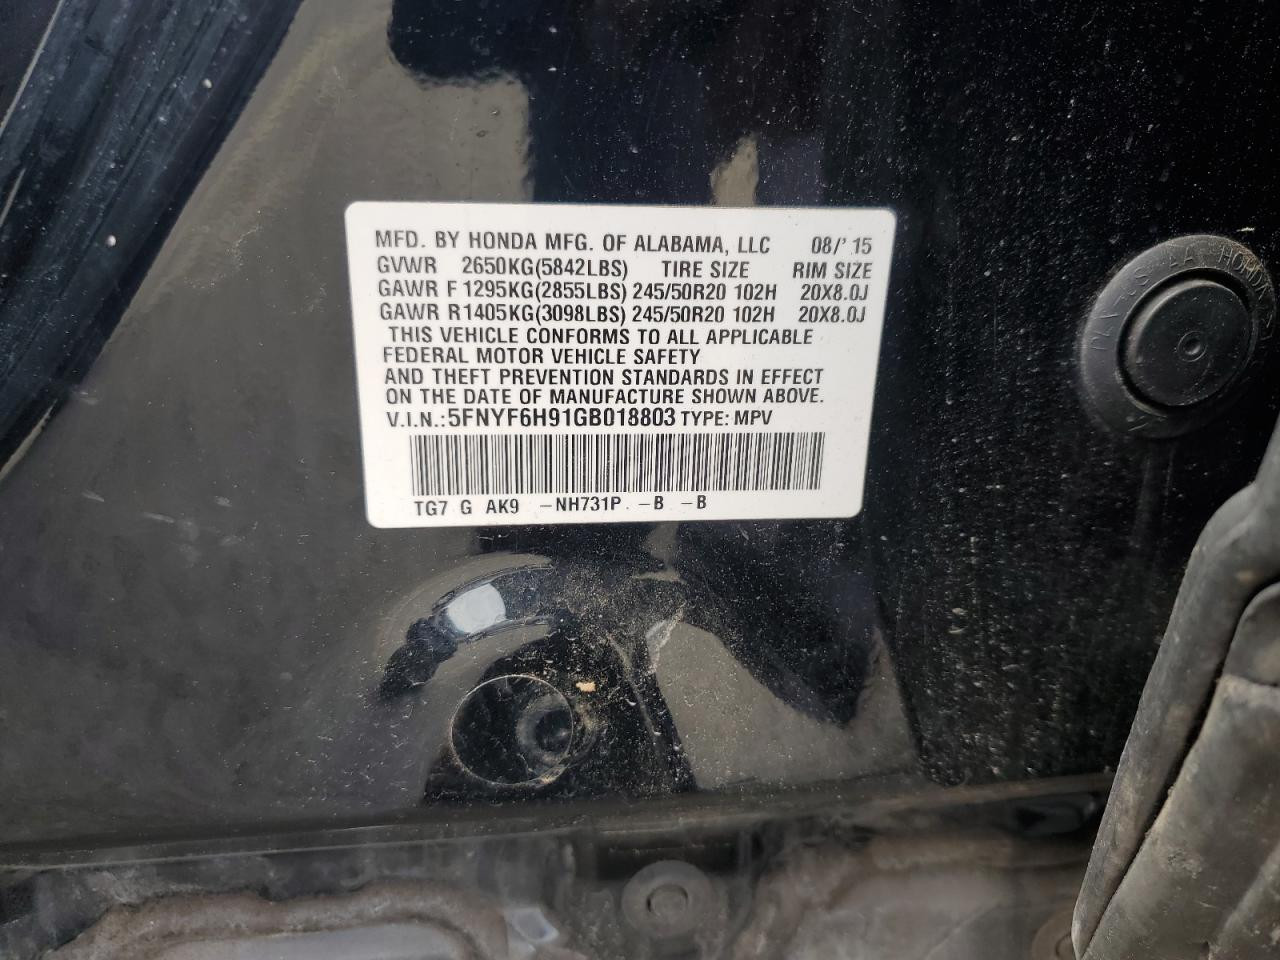 MFD. BY HONDA MFG. OF ALABAMA, LLC 08/'15
GVWR 2650KG(5842LBS) TIRE SIZE RIM SIZE
GAWR F 1295KG(2855LBS) 245/50R20 102H 20X8.0J
GAWR R1405KG(3098LBS) 245/50R20 102H 20X8.0J
THIS VEHICLE CONFORMS TO ALL APPLICABLE
FEDERAL MOTOR VEHICLE SAFETY
AND THEFT PREVENTION STANDARDS IN EFFECT
ON THE DATE OF MANUFACTURE SHOWN ABOVE.
V.I.N.:5FNYF6H91GB018803 TYPE: MPV
TG7 G AK9 -NH731P. -B -B
HONDA